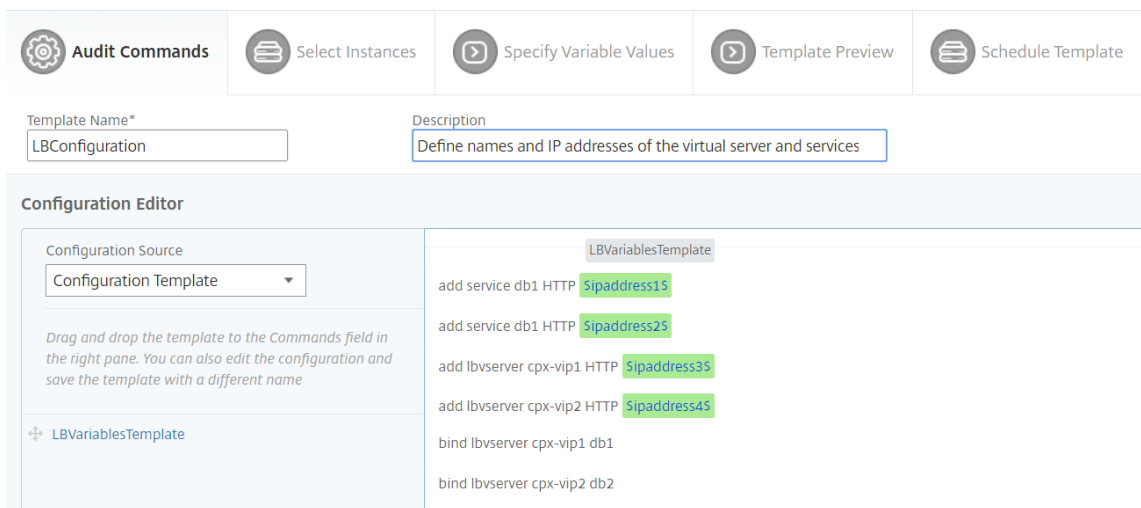 Audit Commands
Select Instances
Specify Variable Values
Template Preview
Schedule Template
Template Name*
Description
LBConfiguration
Define names and IP addresses of the virtual server and services
Configuration Editor
Configuration Source
Configuration Template
Drag and drop the template to the Commands field in
the right pane. You can also edit the configuration and
save the template with a different name
LBVariablesTemplate
LBVariablesTemplate
add service db1 HTTP $ipaddress1$
add service db1 HTTP $ipaddress2$
add lbvserver cpx-vip1 HTTP $ipaddress3$
add lbvserver cpx-vip2 HTTP $ipaddress4$
bind lbvserver cpx-vip1 db1
bind lbvserver cpx-vip2 db2